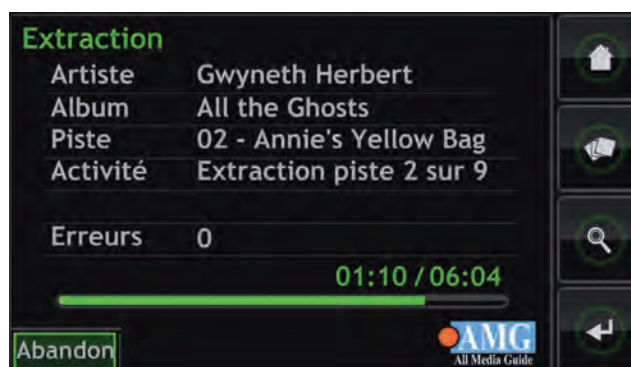 Extraction
Artiste Gwyneth Herbert
Album All the Ghosts
Piste 02 - Annie's Yellow Bag
Activité Extraction piste 2 sur 9
Erreurs 0
01:10 / 06:04
Abandon
AMG
All Media Guide